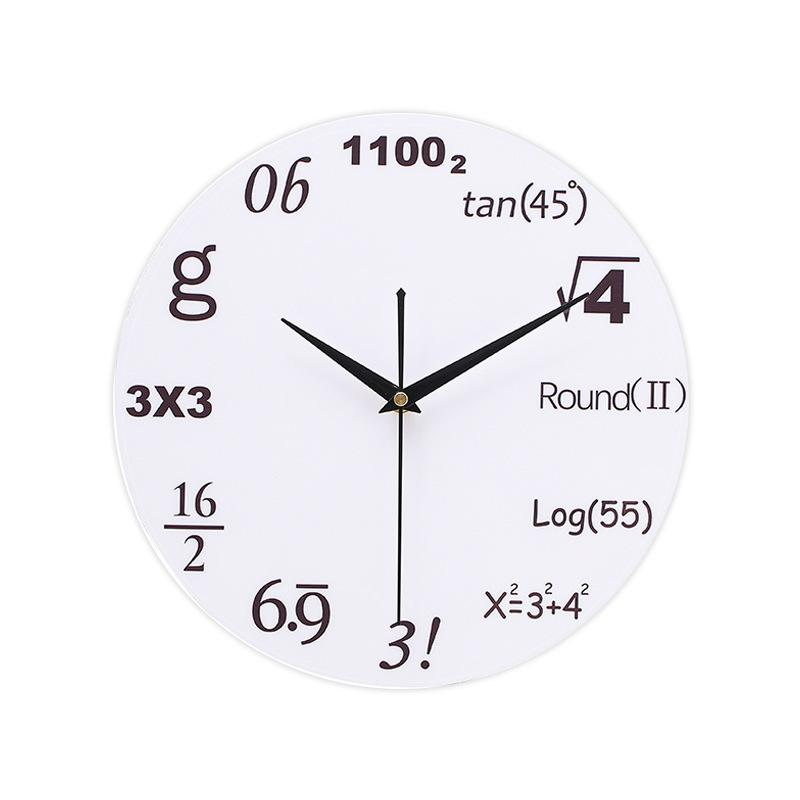 1100₂
tan(45°)
√4
Round(II)
Log(55)
X²=3²+4²
3!
6.9̅
16
2
3X3
g
06